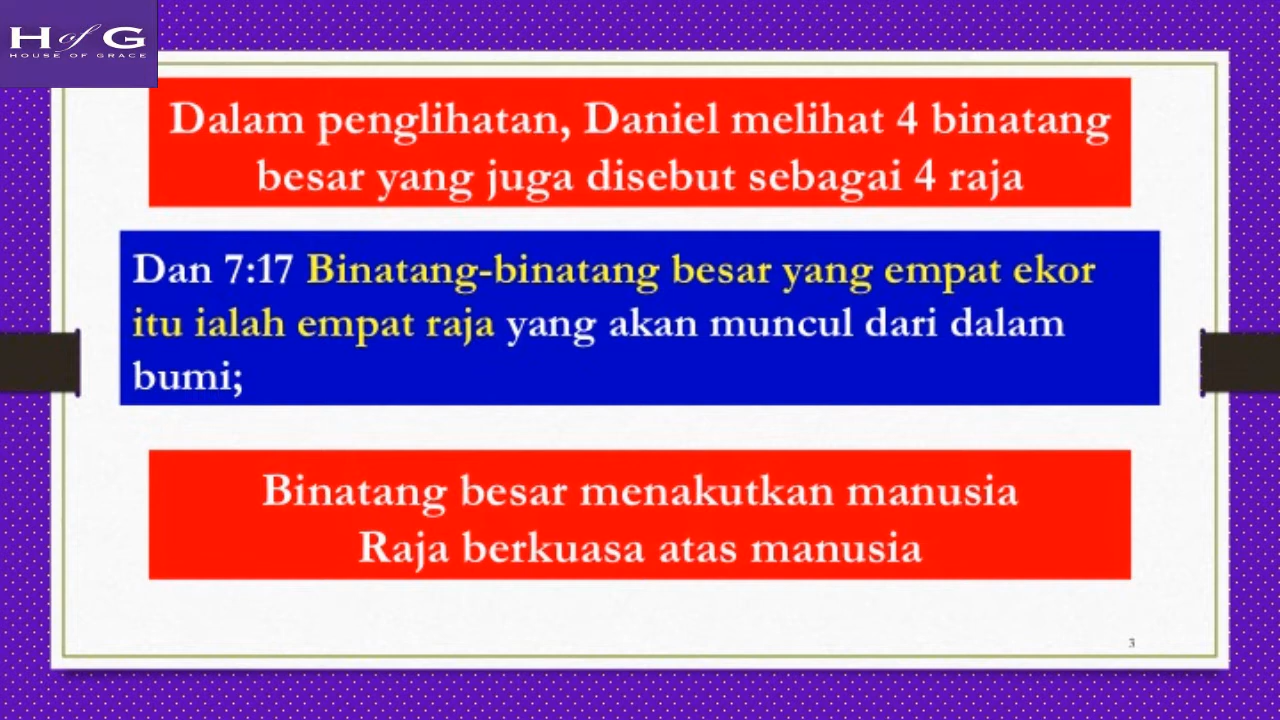 H of G
HOUSE OF GRACE
Dalam penglihatan, Daniel melihat 4 binatang
besar yang juga disebut sebagai 4 raja
Dan 7:17 Binatang-binatang besar yang empat ekor
itu ialah empat raja yang akan muncul dari dalam
bumi;
Binatang besar menakutkan manusia
Raja berkuasa atas manusia
3